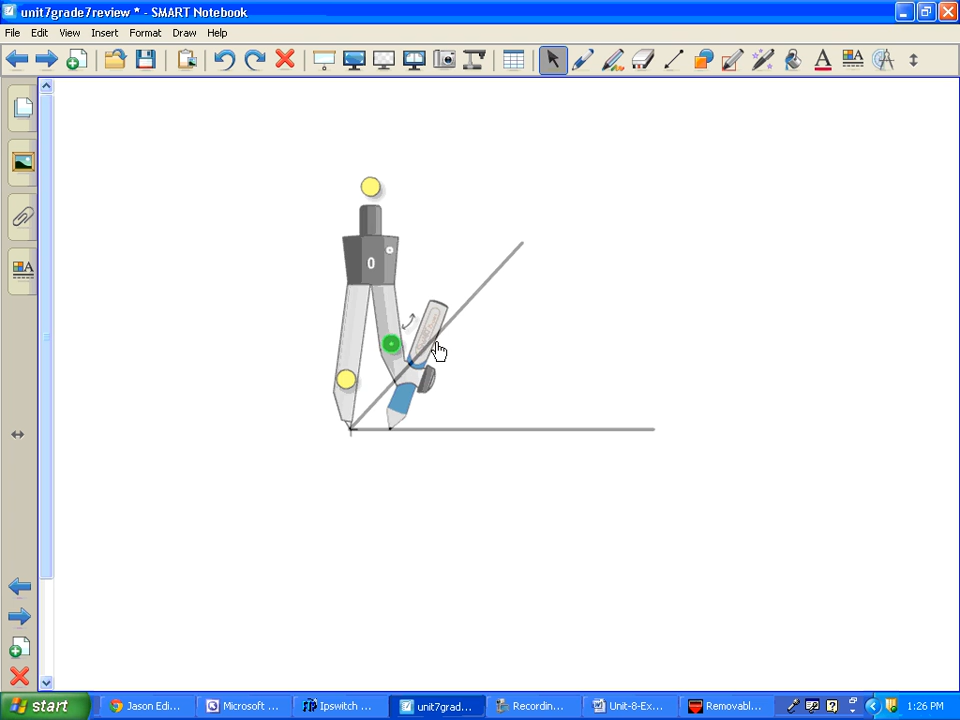 unit7grade7review * - SMART Notebook
File Edit View Insert Format Draw Help
0
start
Jason Edi...
Microsoft ...
Ipswitch ...
unit7grad...
Recordin...
Unit-8-Ex...
Removabl...
1:26 PM